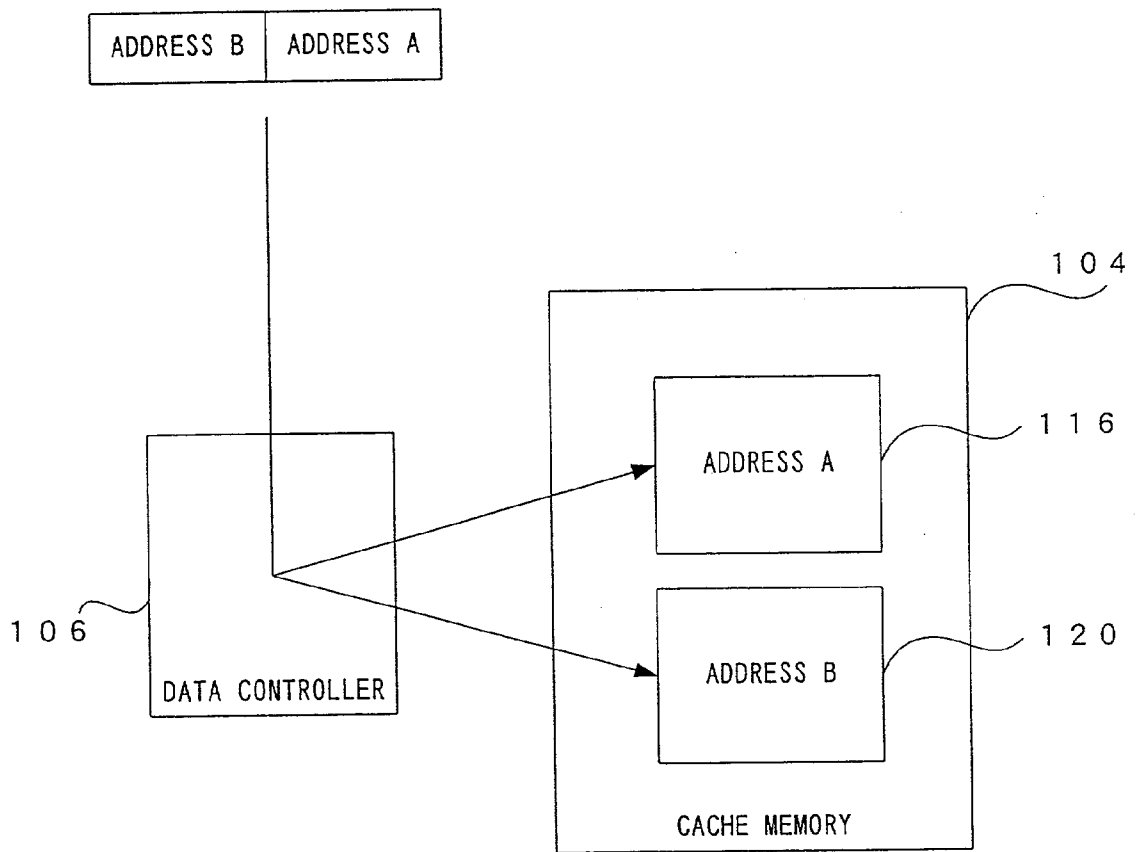 ADDRESS B ADDRESS A
104
ADDRESS A
116
106
DATA CONTROLLER
ADDRESS B
120
CACHE MEMORY